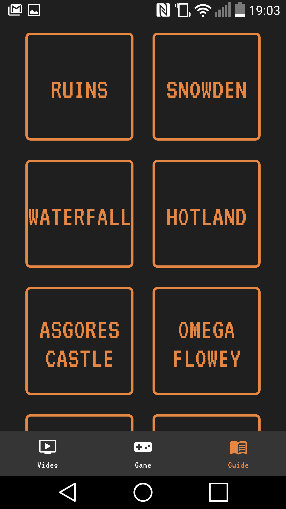 19:03
RUINS
SNOWDEN
WATERFALL
HOTLAND
ASGORES
CASTLE
OMEGA
FLOWEY
Video
Game
Guide